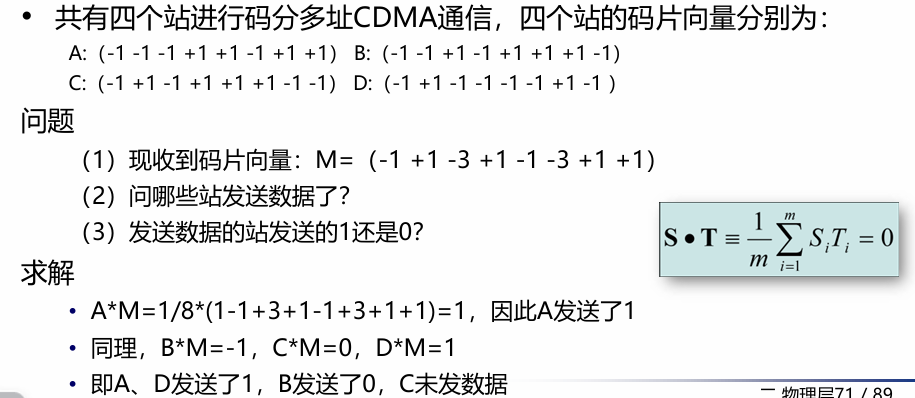 • 共有四个站进行码分多址CDMA通信，四个站的码片向量分别为：
A:（-1 -1 -1 +1 +1 -1 +1 +1） B:（-1 -1 +1 -1 +1 +1 +1 -1）
C:（-1 +1 -1 +1 +1 +1 -1 -1） D:（-1 +1 -1 -1 -1 -1 +1 -1 ）
问题
（1）现收到码片向量：M=（-1 +1 -3 +1 -1 -3 +1 +1）
（2）问哪些站发送数据了？
（3）发送数据的站发送的1还是0？
S • T ≡ 1/m ∑_{i=1}^{m} S_i T_i = 0
求解
• A*M=1/8*(1-1+3+1-1+3+1+1)=1，因此A发送了1
• 同理，B*M=-1，C*M=0，D*M=1
• 即A、D发送了1，B发送了0，C未发数据
二 物理层71 / 89